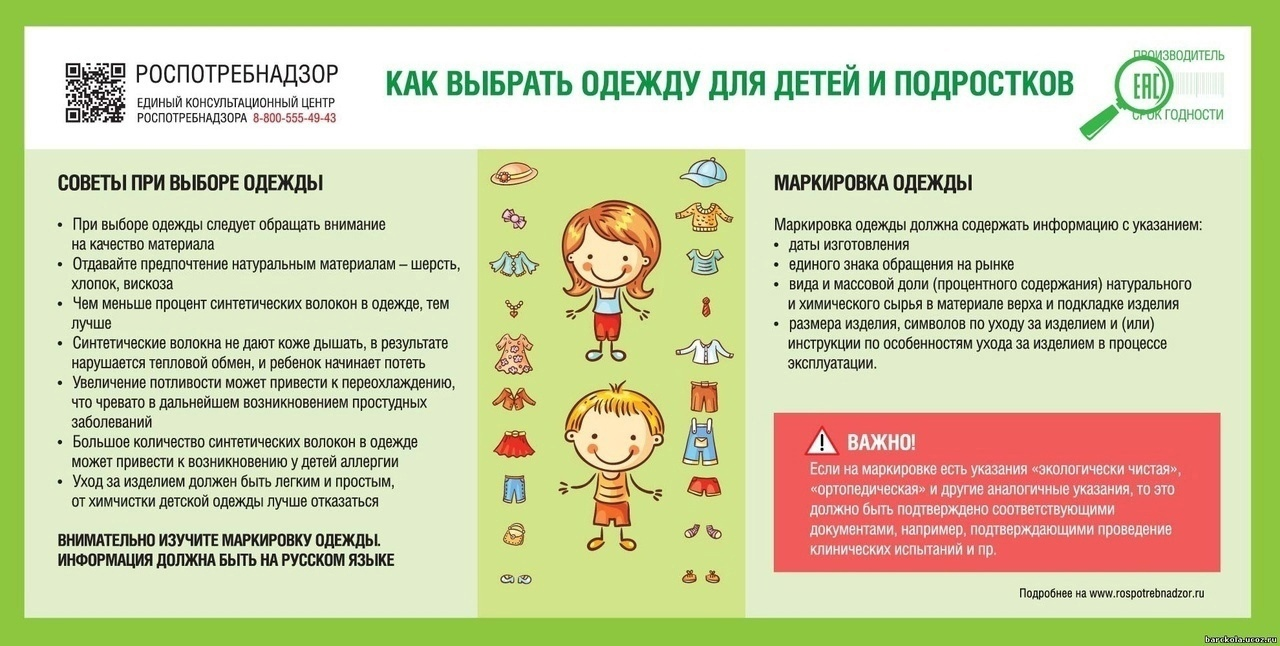 РОСПОТРЕБНАДЗОР
ЕДИНЫЙ КОНСУЛЬТАЦИОННЫЙ ЦЕНТР
РОСПОТРЕБНАДЗОРА 8-800-555-49-43
КАК ВЫБРАТЬ ОДЕЖДУ ДЛЯ ДЕТЕЙ И ПОДРОСТКОВ
ПРОИЗВОДИТЕЛЬ
ЕАС
СРОК ГОДНОСТИ
СОВЕТЫ ПРИ ВЫБОРЕ ОДЕЖДЫ
• При выборе одежды следует обращать внимание
на качество материала
• Отдавайте предпочтение натуральным материалам – шерсть,
хлопок, вискоза
• Чем меньше процент синтетических волокон в одежде, тем
лучше
• Синтетические волокна не дают коже дышать, в результате
нарушается тепловой обмен, и ребенок начинает потеть
• Увеличение потливости может привести к переохлаждению,
что чревато в дальнейшем возникновением простудных
заболеваний
• Большое количество синтетических волокон в одежде
может привести к возникновению у детей аллергии
• Уход за изделием должен быть легким и простым,
от химчистки детской одежды лучше отказаться
ВНИМАТЕЛЬНО ИЗУЧИТЕ МАРКИРОВКУ ОДЕЖДЫ.
ИНФОРМАЦИЯ ДОЛЖНА БЫТЬ НА РУССКОМ ЯЗЫКЕ
МАРКИРОВКА ОДЕЖДЫ
Маркировка одежды должна содержать информацию с указанием:
• даты изготовления
• единого знака обращения на рынке
• вида и массовой доли (процентного содержания) натурального
и химического сырья в материале верха и подкладке изделия
• размера изделия, символов по уходу за изделием и (или)
инструкции по особенностям ухода за изделием в процессе
эксплуатации.
ВАЖНО!
Если на маркировке есть указания «экологически чистая»,
«ортопедическая» и другие аналогичные указания, то это
должно быть подтверждено соответствующими
документами, например, подтверждающими проведение
клинических испытаний и пр.
Подробнее на www.rospotrebnadzor.ru
barckola.ucoz.ru